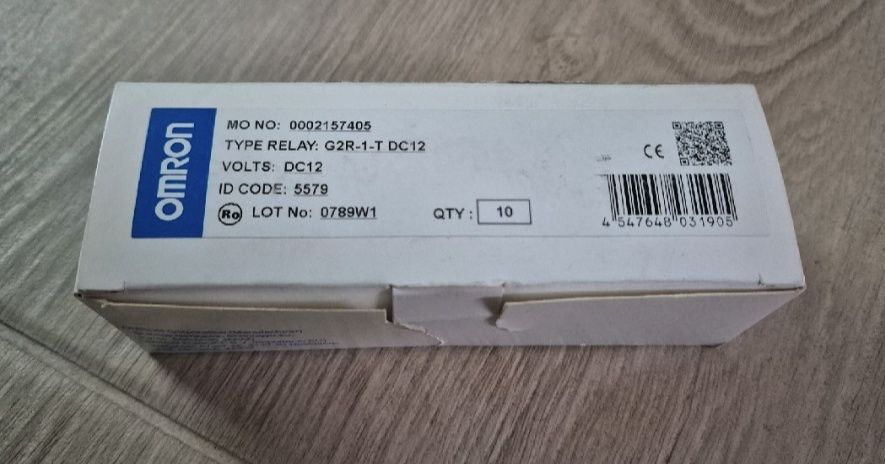 OMRON
MO NO: 0002157405
TYPE RELAY: G2R-1-T DC12
VOLTS: DC12
ID CODE: 5579
Ro LOT No: 0789W1
QTY : 10
CE
4 547648 031905